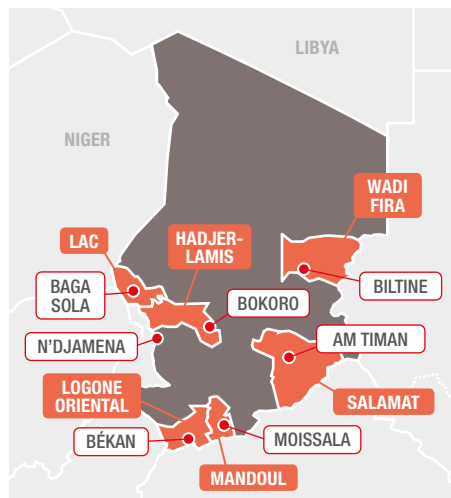 LIBYA
NIGER
WADI
FIRA
LAC
HADJER-
LAMIS
BAGA
SOLA
BILTINE
BOKORO
N'DJAMENA
AM TIMAN
LOGONE
ORIENTAL
SALAMAT
BÉKAN
MOISSALA
MANDOUL